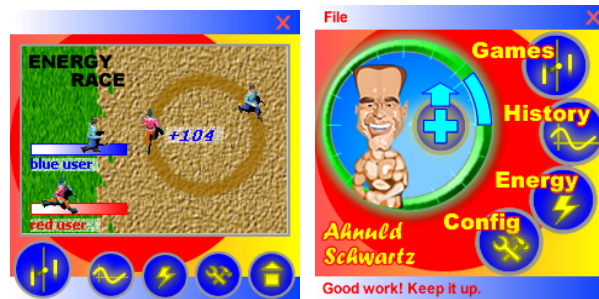 ENERGY
RACE
+104
blue user
red user
File
Games
History
Energy
Config
Ahnuld
Schwartz
Good work! Keep it up.